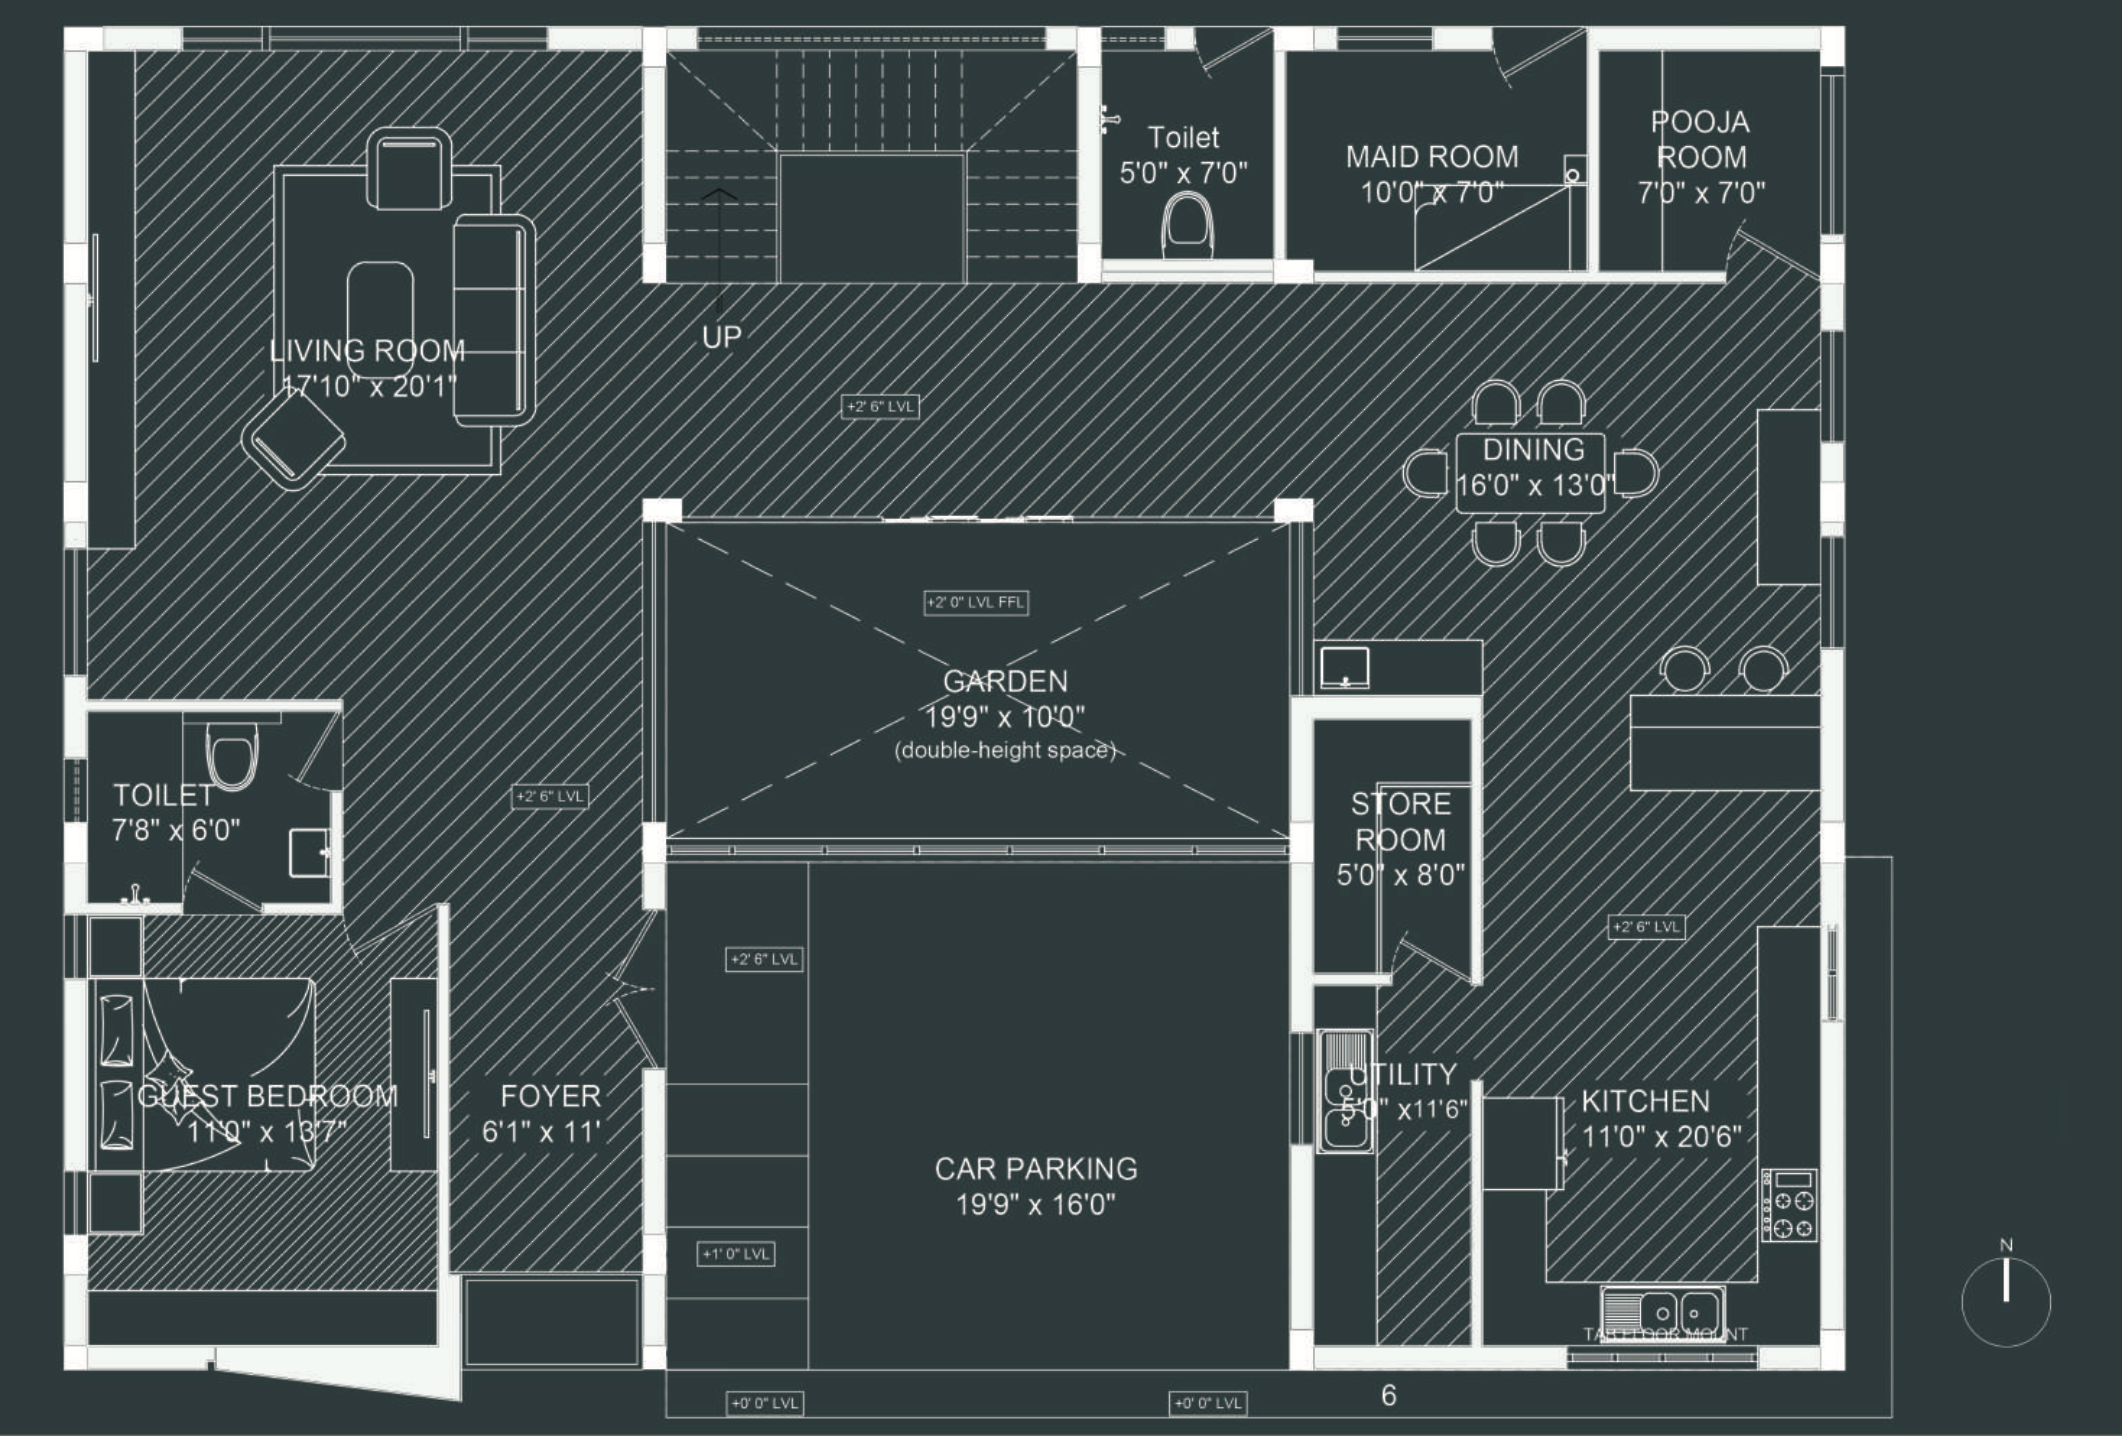 Toilet
5'0" x 7'0"
MAID ROOM
10'0" x 7'0"
POOJA
ROOM
7'0" x 7'0"
LIVING ROOM
17'10" x 20'1"
UP
+2' 6" LVL
DINING
16'0" x 13'0"
+2' 0" LVL FFL
GARDEN
19'9" x 10'0"
(double-height space)
TOILET
7'8" x 6'0"
+2' 6" LVL
STORE
ROOM
5'0" x 8'0"
+2' 6" LVL
+2' 6" LVL
GUEST BEDROOM
11'0" x 13'7"
FOYER
6'1" x 11'
UTILITY
5'0" x11'6"
KITCHEN
11'0" x 20'6"
CAR PARKING
19'9" x 16'0"
+1' 0" LVL
N
TAB FLOOR MOUNT
+0' 0" LVL
+0' 0" LVL
6